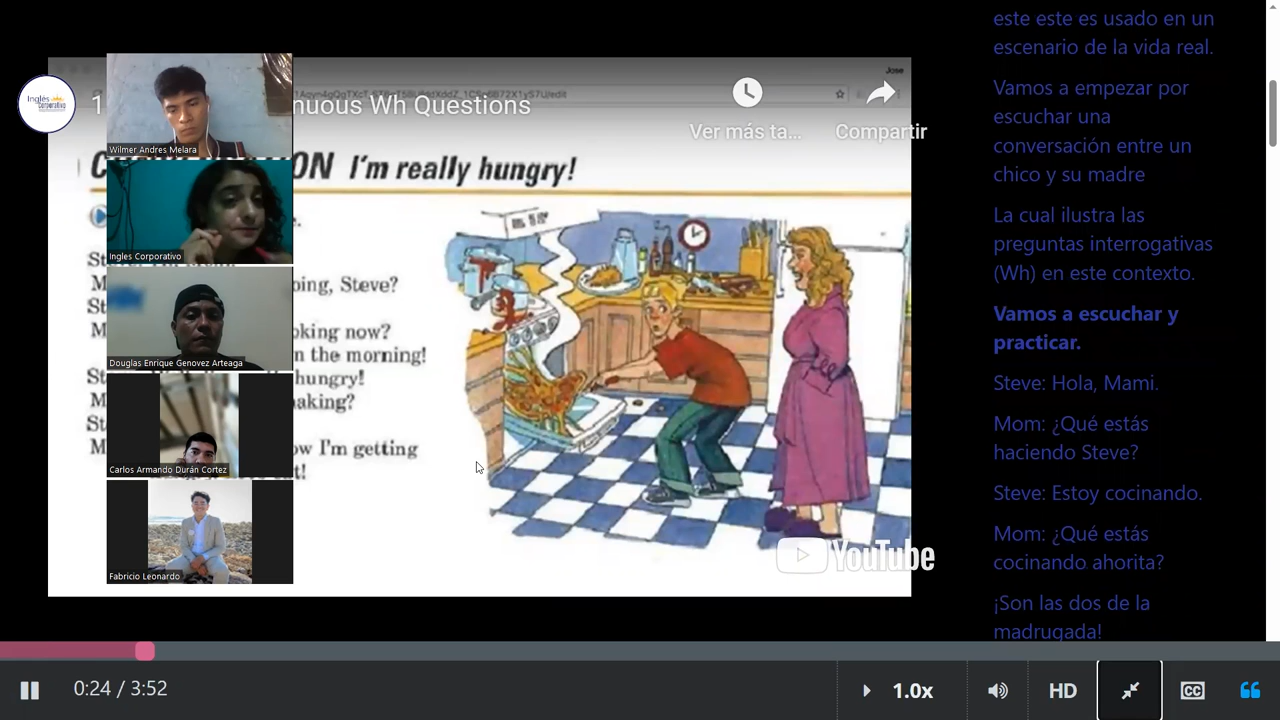 Jose
Inglés
Corporativo
1
nuous Wh Questions
Ver más ta...
Compartir
Wilmer Andres Melara
ON I'm really hungry!
Ingles Corporativo
oing, Steve?
oking now?
n the morning!
hungry!
aking?
ow I'm getting
Douglas Enrique Genovez Arteaga
Carlos Armando Durán Cortez
Fabricio Leonardo
YouTube
este este es usado en un
escenario de la vida real.
Vamos a empezar por
escuchar una
conversación entre un
chico y su madre
La cual ilustra las
preguntas interrogativas
(Wh) en este contexto.
Vamos a escuchar y
practicar.
Steve: Hola, Mami.
Mom: ¿Qué estás
haciendo Steve?
Steve: Estoy cocinando.
Mom: ¿Qué estás
cocinando ahorita?
¡Son las dos de la
madrugada!
0:24 / 3:52
1.0x
HD
CC